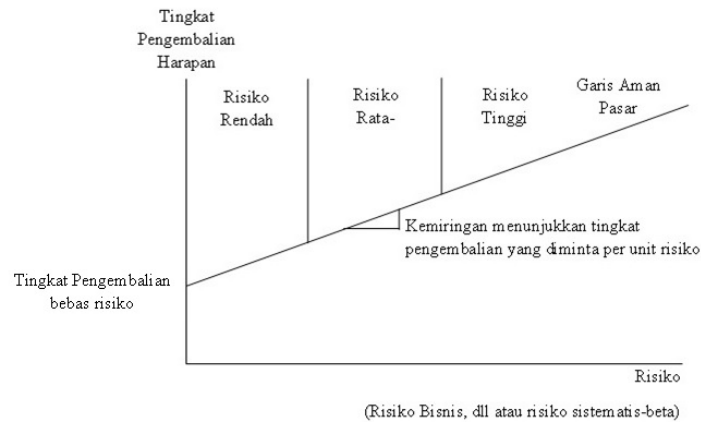 Tingkat
Pengembalian
Harapan
Risiko
Rendah
Risiko
Rata-
Risiko
Tinggi
Garis Aman
Pasar
Kemiringan menunjukkan tingkat
pengembalian yang diminta per unit risiko
Tingkat Pengembalian
bebas risiko
Risiko
(Risiko Bisnis, dll atau risiko sistematis-beta)